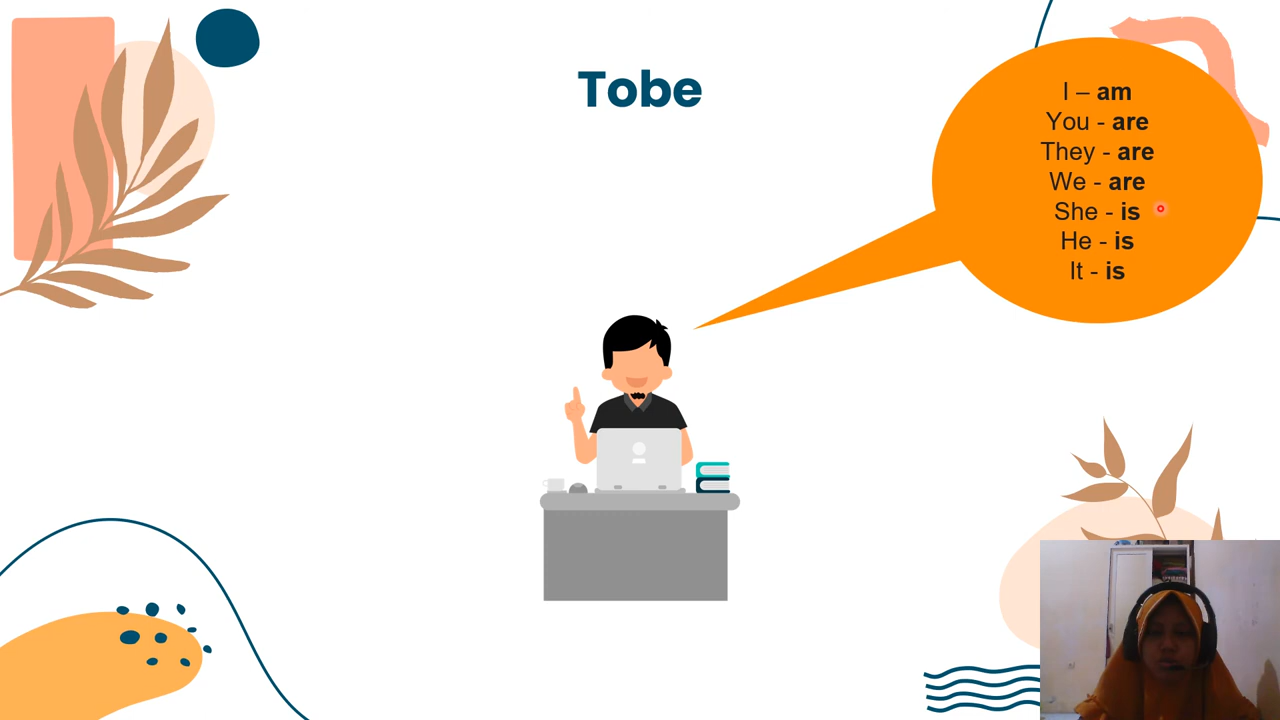 Tobe
I – am
You - are
They - are
We - are
She - is
He - is
It - is